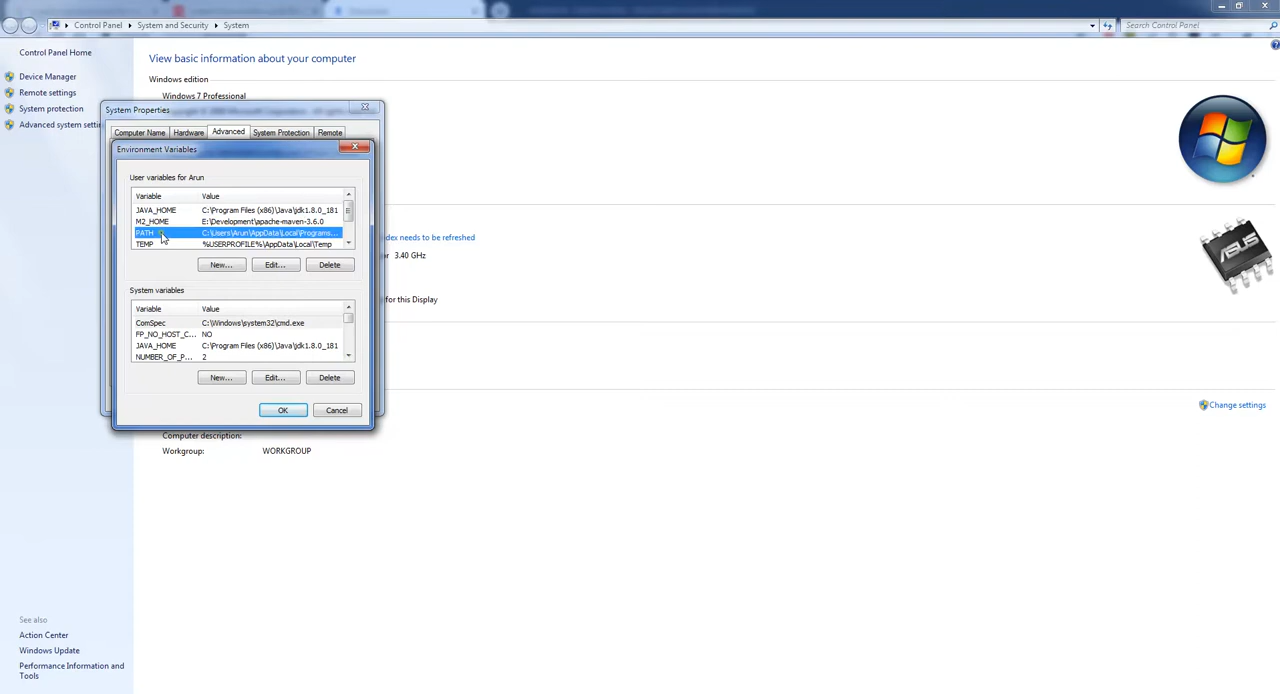 Control Panel System and Security System
Search Control Panel
Control Panel Home
Device Manager
Remote settings
System protection
Advanced system setti
View basic information about your computer
Windows edition
Windows 7 Professional
System Properties
Computer Name Hardware Advanced System Protection Remote
Environment Variables
User variables for Arun
Variable Value
JAVA_HOME C:\Program Files (x86)\Java\jdk1.8.0_181
M2_HOME E:\Development\apache-maven-3.6.0
PATH C:\Users\Arun\AppData\Local\Programs...
TEMP %USERPROFILE%\AppData\Local\Temp
New... Edit... Delete
System variables
Variable Value
ComSpec C:\Windows\system32\cmd.exe
FP_NO_HOST_C... NO
JAVA_HOME C:\Program Files (x86)\Java\jdk1.8.0_181
NUMBER_OF_P... 2
New... Edit... Delete
OK Cancel
dex needs to be refreshed
or 3.40 GHz
for this Display
ASUS
Change settings
Computer description:
Workgroup: WORKGROUP
See also
Action Center
Windows Update
Performance Information and
Tools